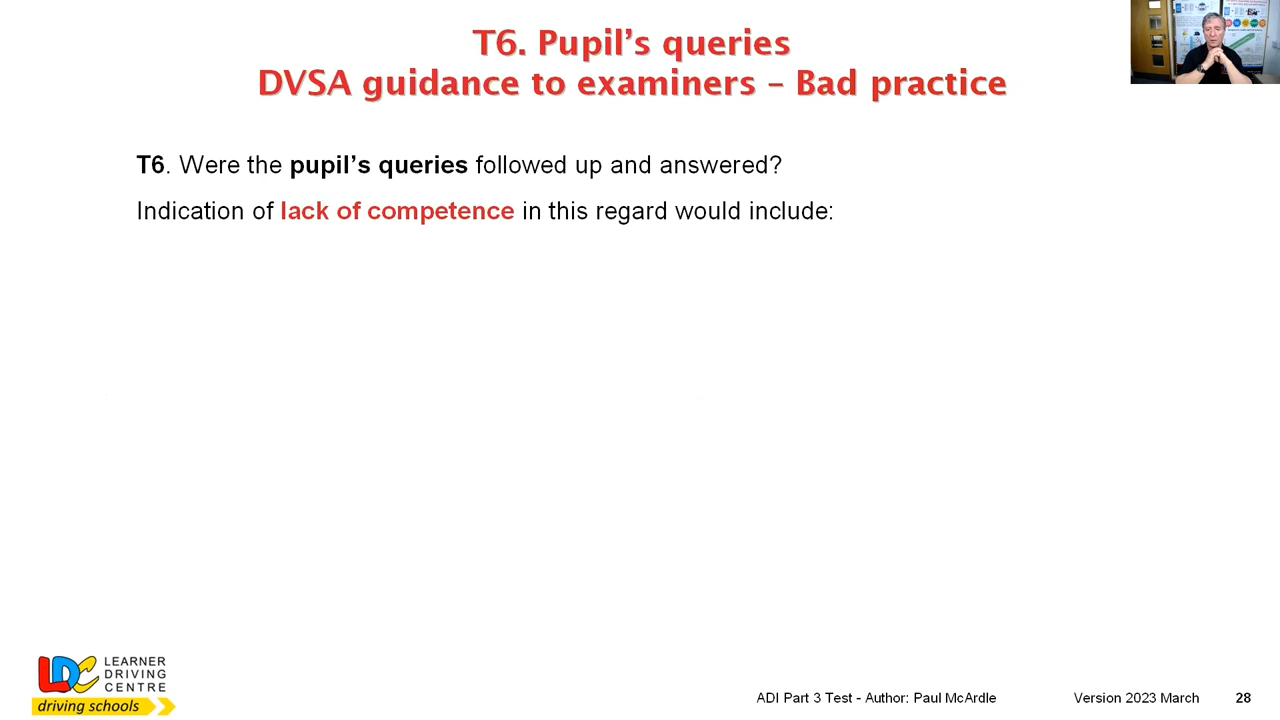 T6. Pupil's queries
DVSA guidance to examiners – Bad practice
T6. Were the pupil's queries followed up and answered?
Indication of lack of competence in this regard would include:
LDC LEARNER
DRIVING
CENTRE
driving schools
ADI Part 3 Test - Author: Paul McArdle
Version 2023 March
28